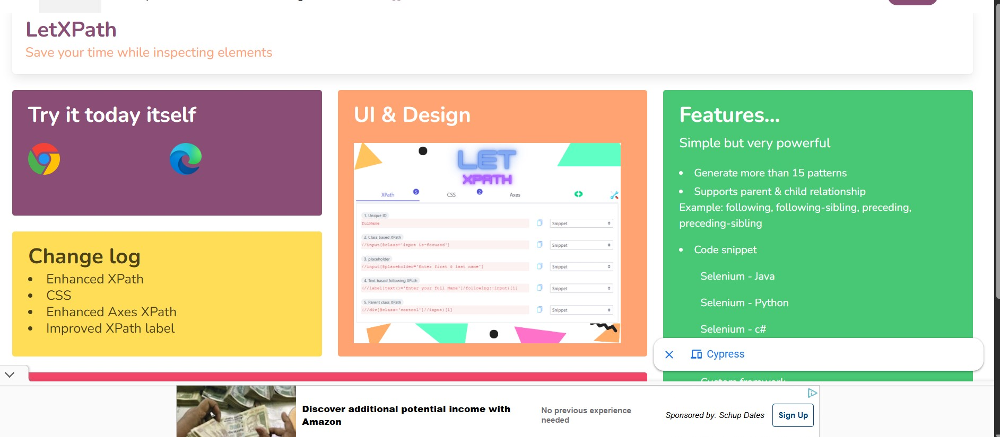 LetXPath
Save your time while inspecting elements
Try it today itself
Change log
• Enhanced XPath
• CSS
• Enhanced Axes XPath
• Improved XPath label
UI & Design
LET
XPATH
XPath 5 CSS 2 Axes
1. Unique ID
fulName
Snippet
2. Class based XPath
//input[@class='input is-focused']
Snippet
3. placeholder
//input[@placeholder='Enter first & last name']
Snippet
4. Text based following XPath
(//label[text()='Enter your full Name']/following::input)[1]
Snippet
5. Parent class XPath
(//div[@class='control']//input)[1]
Snippet
Features...
Simple but very powerful
• Generate more than 15 patterns
• Supports parent & child relationship
Example: following, following-sibling, preceding,
preceding-sibling
• Code snippet
Selenium - Java
Selenium - Python
Selenium - c#
Cypress
Custom framwork
Discover additional potential income with
Amazon
No previous experience
needed
Sponsored by: Schup Dates
Sign Up